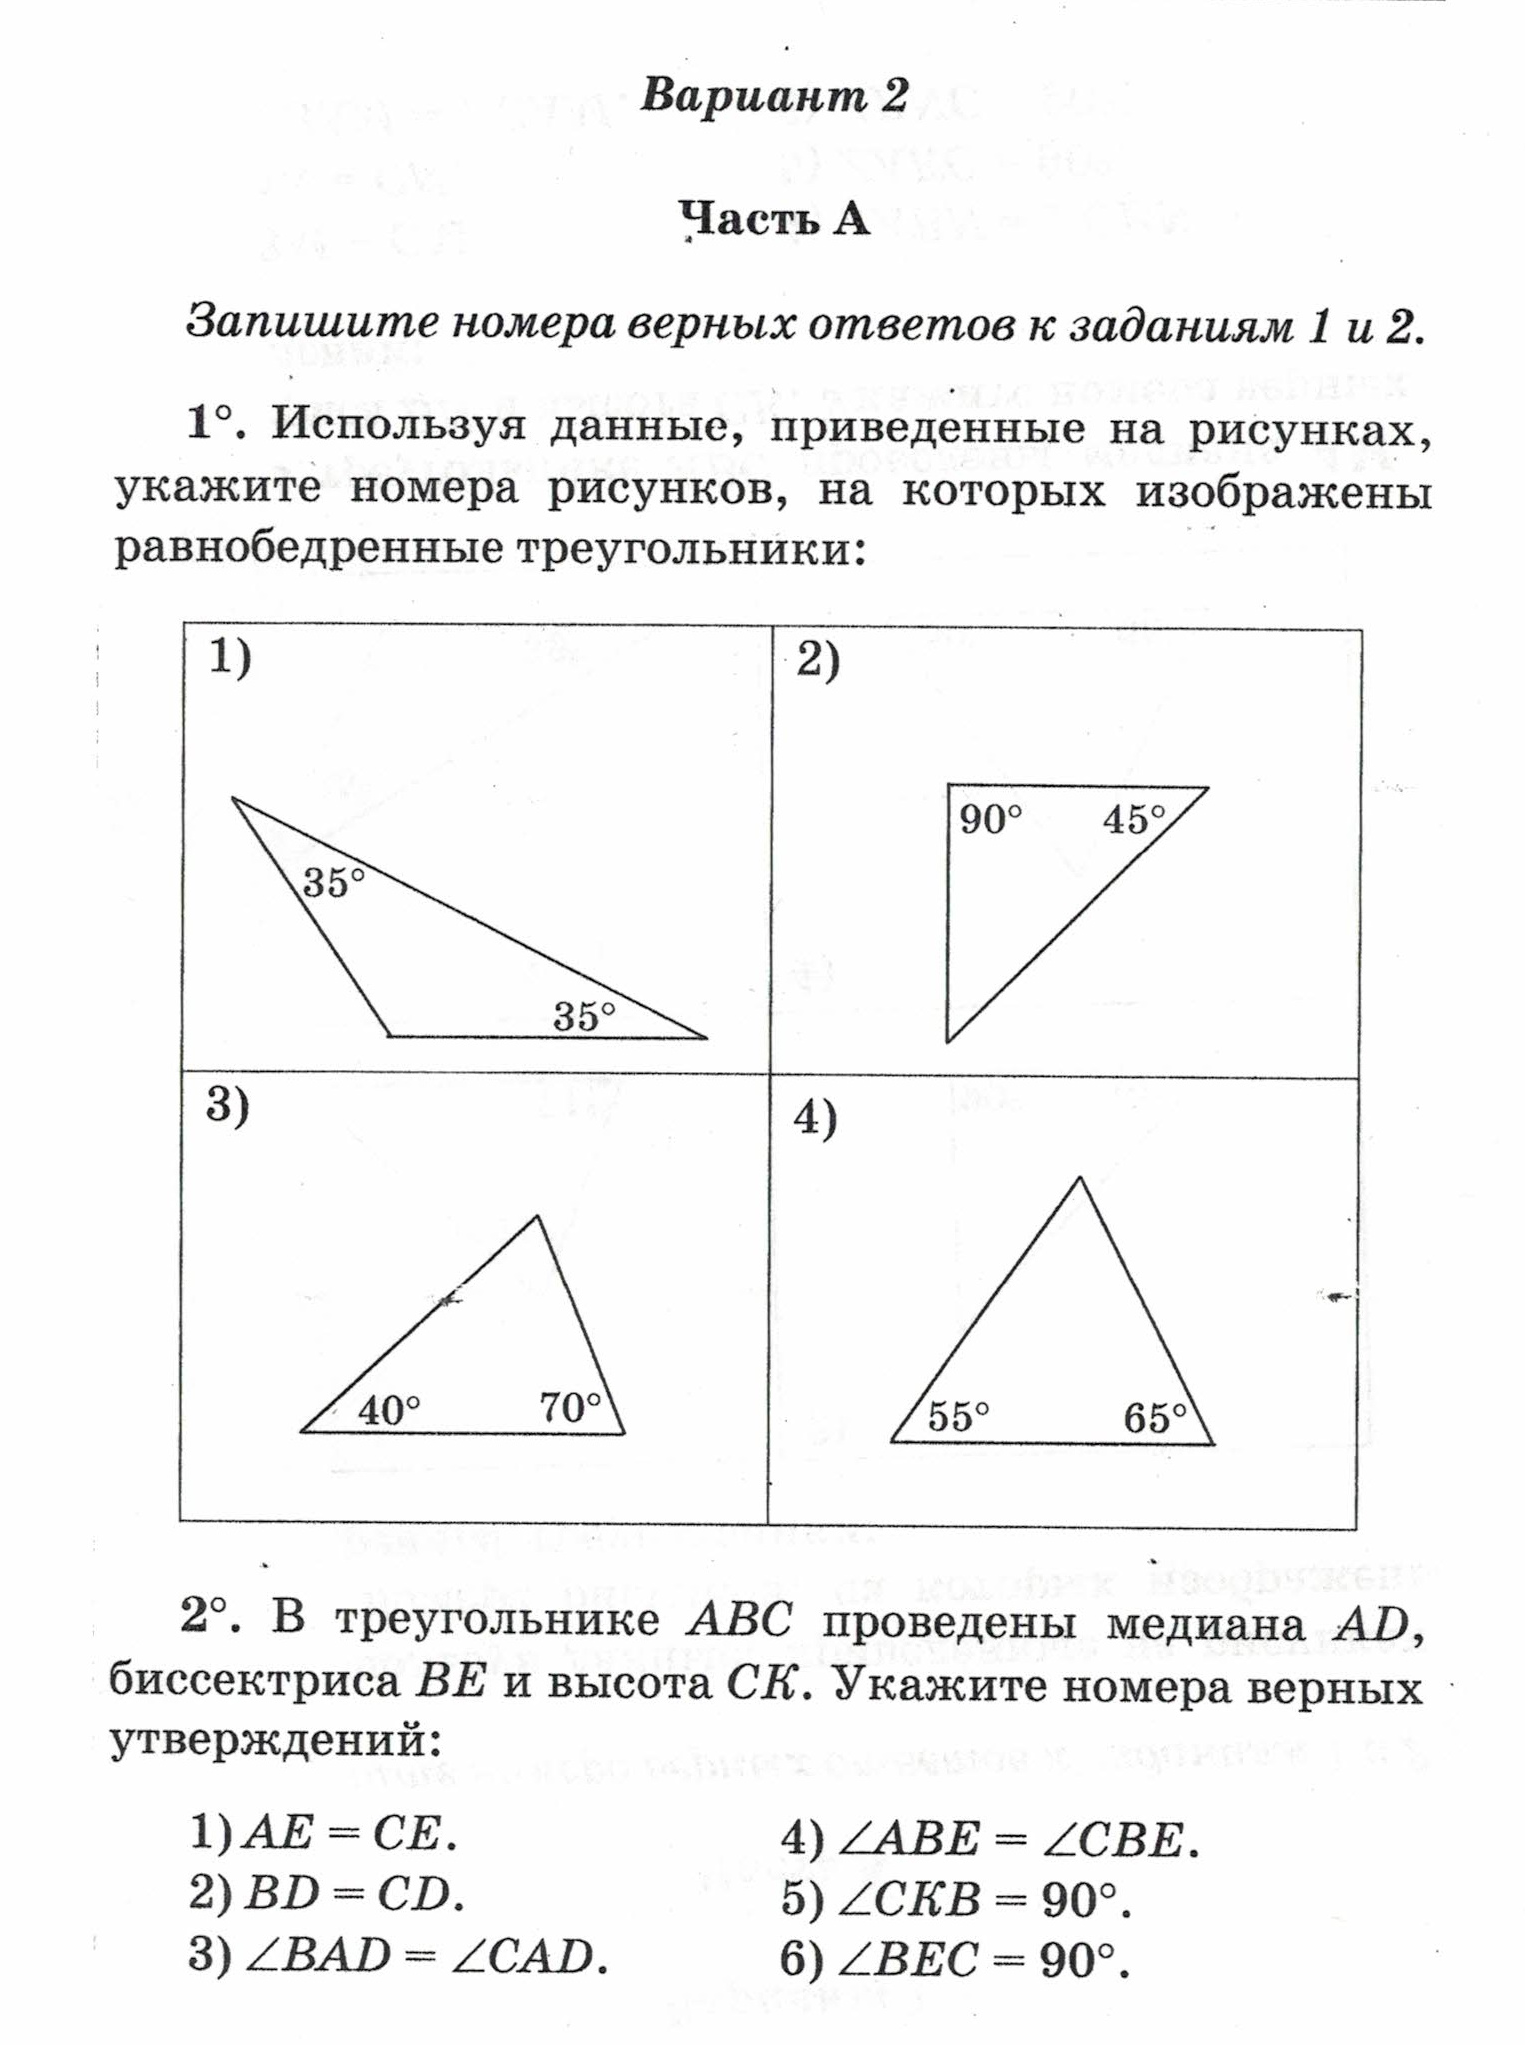 Вариант 2
Часть А
Запишите номера верных ответов к заданиям 1 и 2.
1°. Используя данные, приведенные на рисунках,
укажите номера рисунков, на которых изображены
равнобедренные треугольники:
1)
35°
35°
2)
90° 45°
3)
40° 70°
4)
55° 65°
2°. В треугольнике ABC проведены медиана AD,
биссектриса BE и высота CK. Укажите номера верных
утверждений:
1) AE = CE.
2) BD = CD.
3) ∠BAD = ∠CAD.
4) ∠ABE = ∠CBE.
5) ∠CKB = 90°.
6) ∠BEC = 90°.